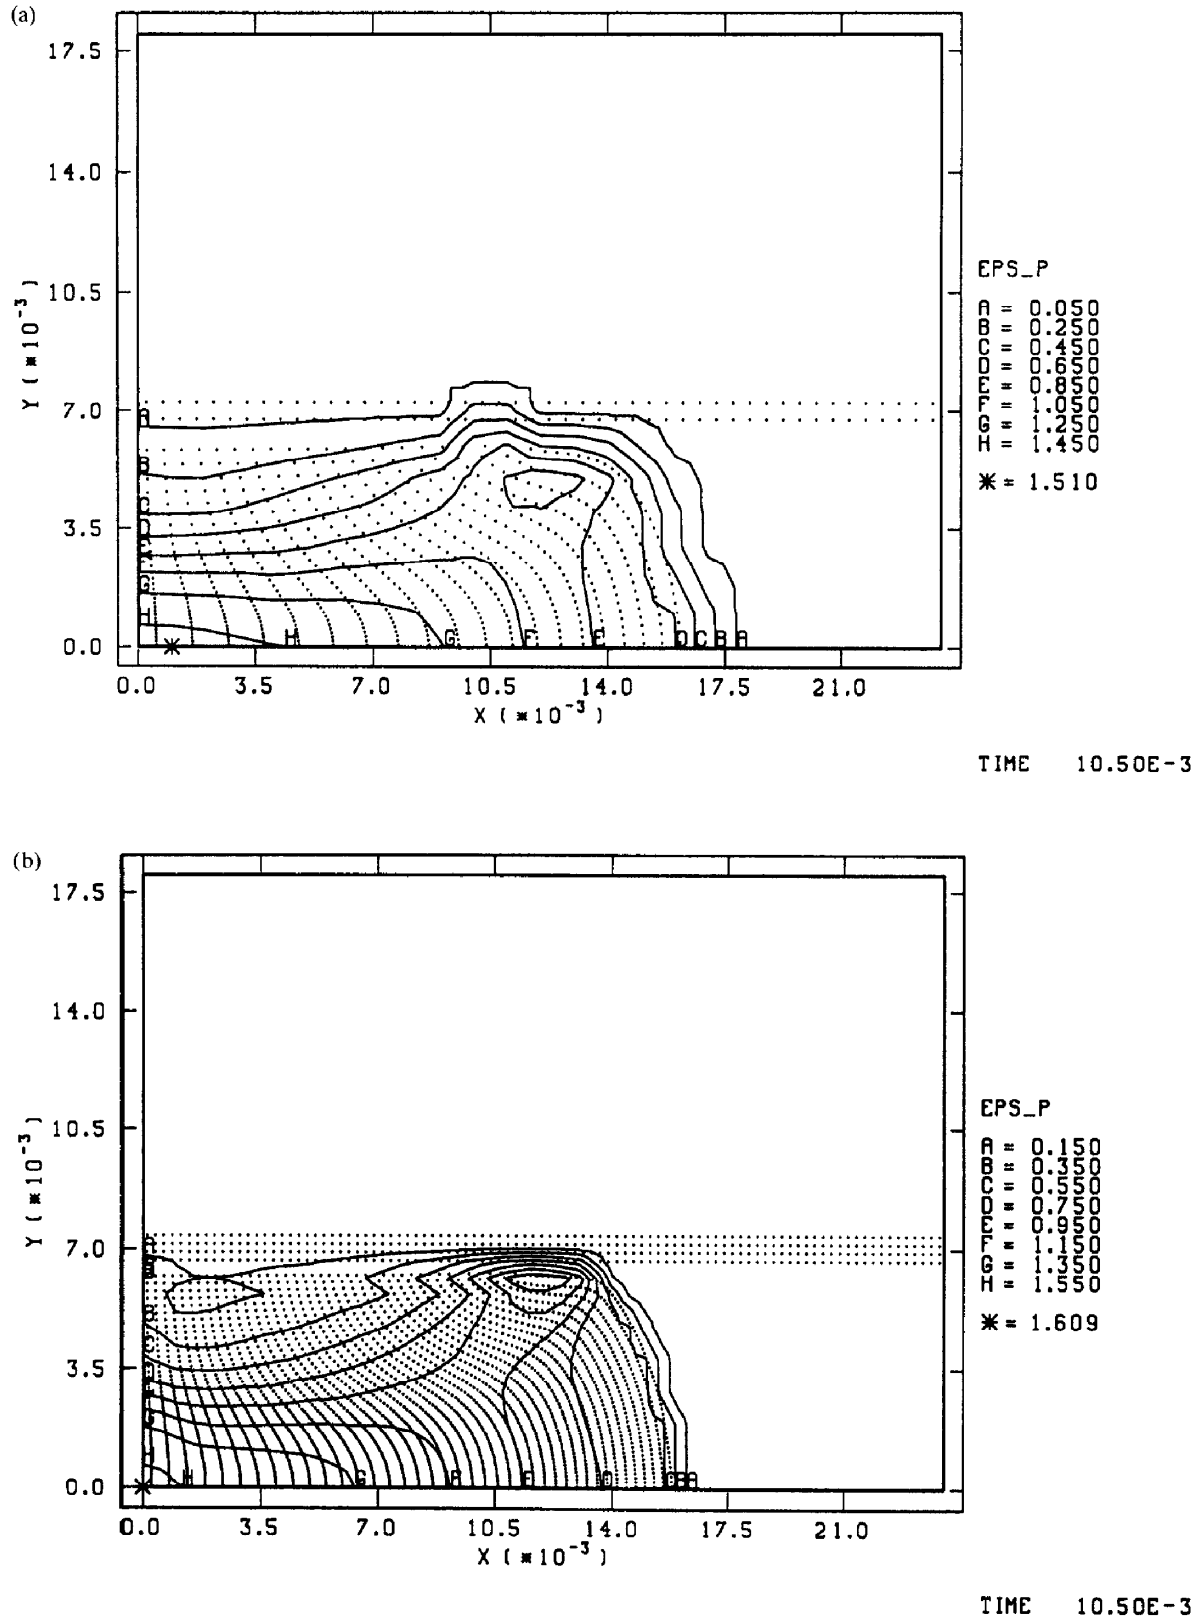 (a)
17.5
14.0
10.5
7.0
3.5
0.0
Y (*10⁻³)
A
B
C
D
E
G
H
H
G
F
E
D C B A
0.0 3.5 7.0 10.5 14.0 17.5 21.0
X (*10⁻³)
EPS_P
A = 0.050
B = 0.250
C = 0.450
D = 0.650
E = 0.850
F = 1.050
G = 1.250
H = 1.450
* = 1.510
TIME 10.50E-3
(b)
17.5
14.0
10.5
7.0
3.5
0.0
Y (*10⁻³)
A
B
D
G
H
H
G
F
E
D
C B A
0.0 3.5 7.0 10.5 14.0 17.5 21.0
X (*10⁻³)
EPS_P
A = 0.150
B = 0.350
C = 0.550
D = 0.750
E = 0.950
F = 1.150
G = 1.350
H = 1.550
* = 1.609
TIME 10.50E-3